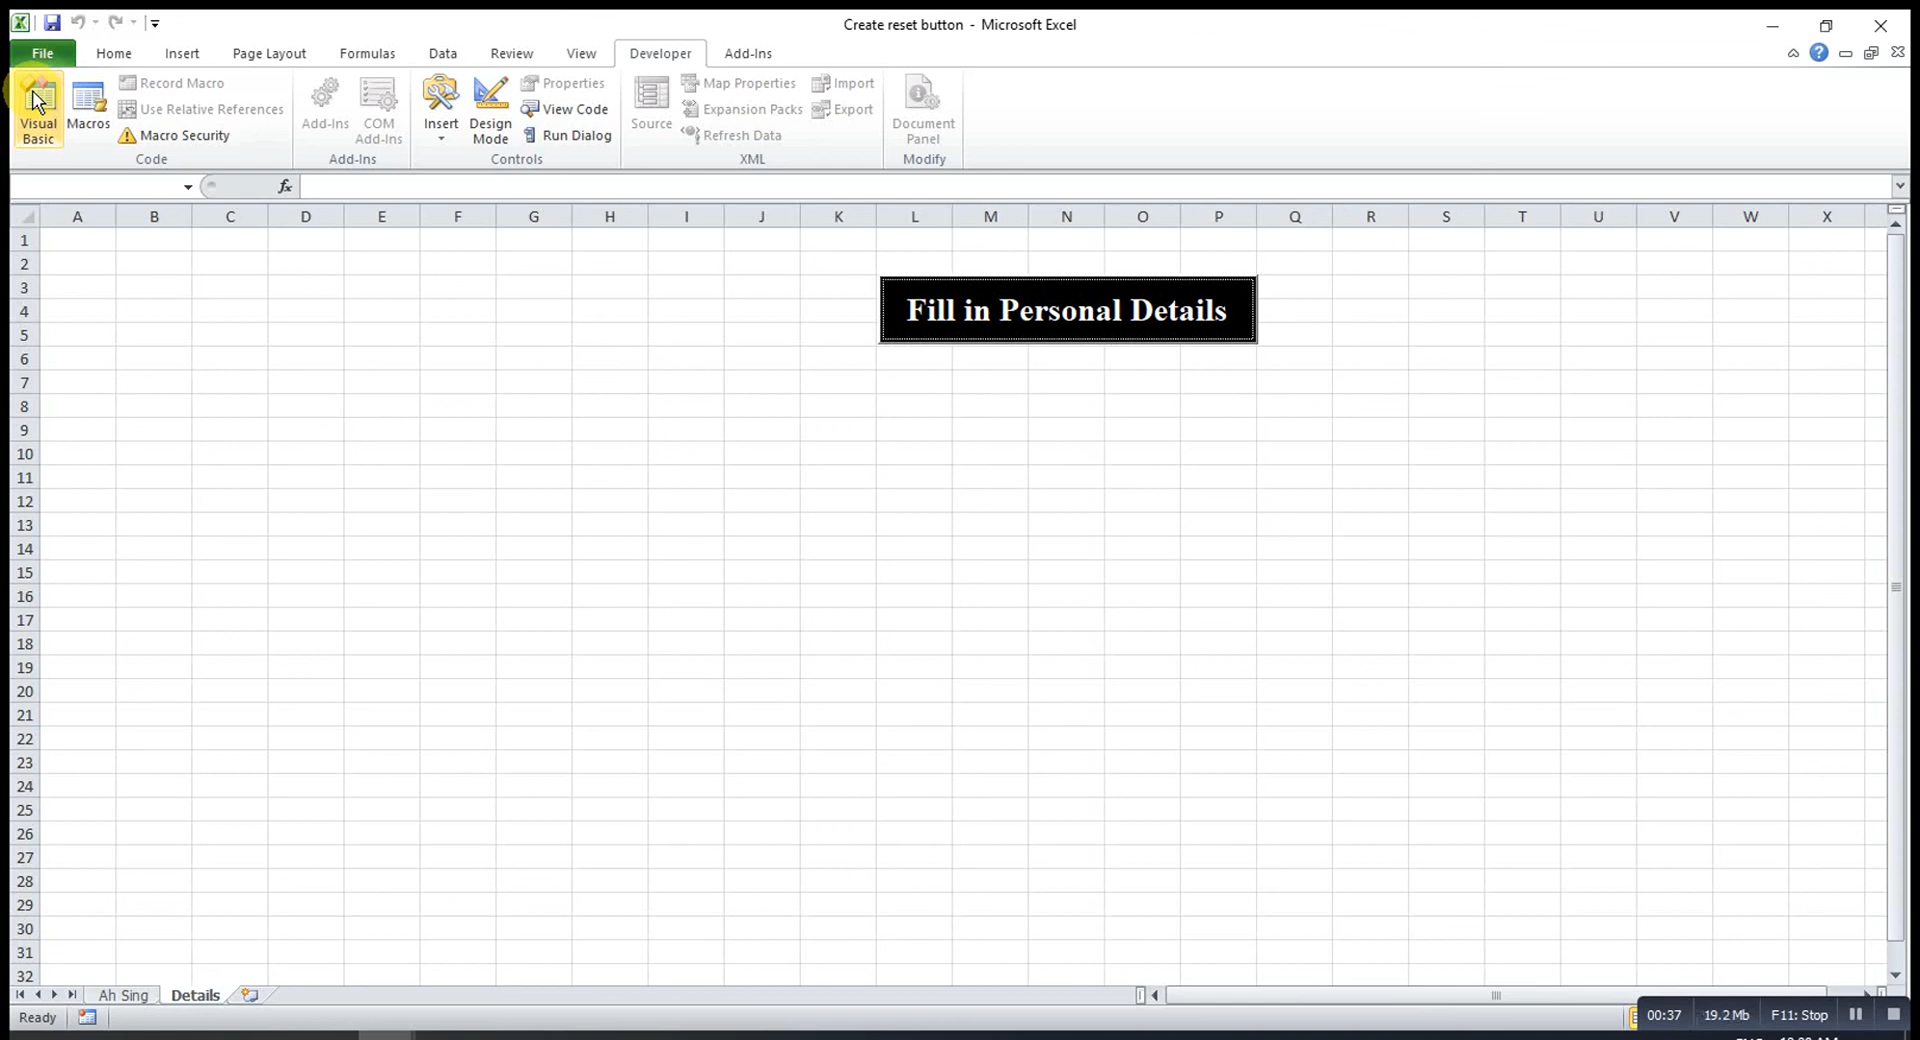 Create reset button - Microsoft Excel
File Home Insert Page Layout Formulas Data Review View Developer Add-Ins
Visual Basic
Macros
Record Macro
Use Relative References
Macro Security
Code
Add-Ins
COM Add-Ins
Add-Ins
Insert
Design Mode
Properties
View Code
Run Dialog
Controls
Source
Map Properties
Expansion Packs
Refresh Data
Import
Export
XML
Document Panel
Modify
fx
A B C D E F G H I J K L M N O P Q R S T U V W X
1
2
3
4
5
6
7
8
9
10
11
12
13
14
15
16
17
18
19
20
21
22
23
24
25
26
27
28
29
30
31
32
Fill in Personal Details
Ah Sing Details
Ready
00:37 19.2 Mb F11: Stop